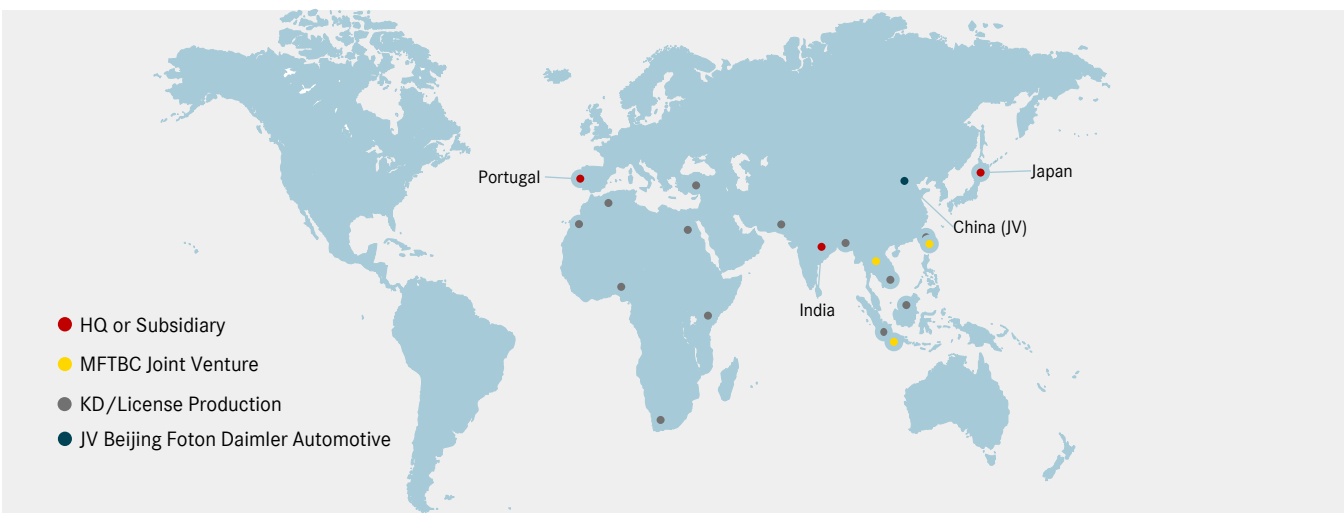 Portugal
Japan
China (JV)
India
HQ or Subsidiary
MFTBC Joint Venture
KD/License Production
JV Beijing Foton Daimler Automotive